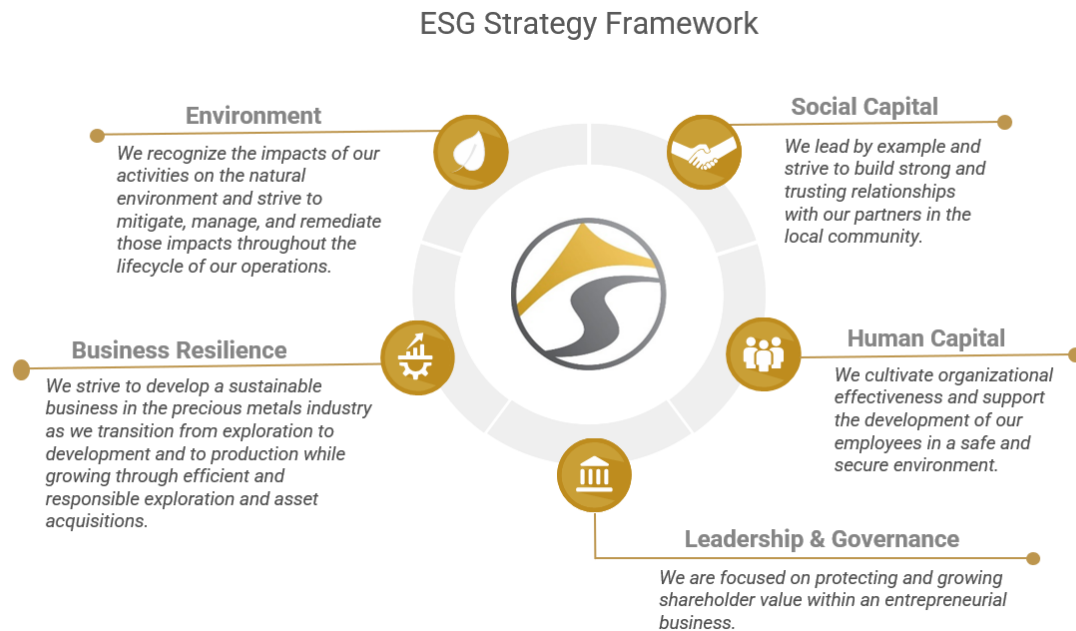 ESG Strategy Framework
Environment
We recognize the impacts of our
activities on the natural
environment and strive to
mitigate, manage, and remediate
those impacts throughout the
lifecycle of our operations.
Social Capital
We lead by example and
strive to build strong and
trusting relationships
with our partners in the
local community.
Business Resilience
We strive to develop a sustainable
business in the precious metals industry
as we transition from exploration to
development and to production while
growing through efficient and
responsible exploration and asset
acquisitions.
Human Capital
We cultivate organizational
effectiveness and support
the development of our
employees in a safe and
secure environment.
Leadership & Governance
We are focused on protecting and growing
shareholder value within an entrepreneurial
business.